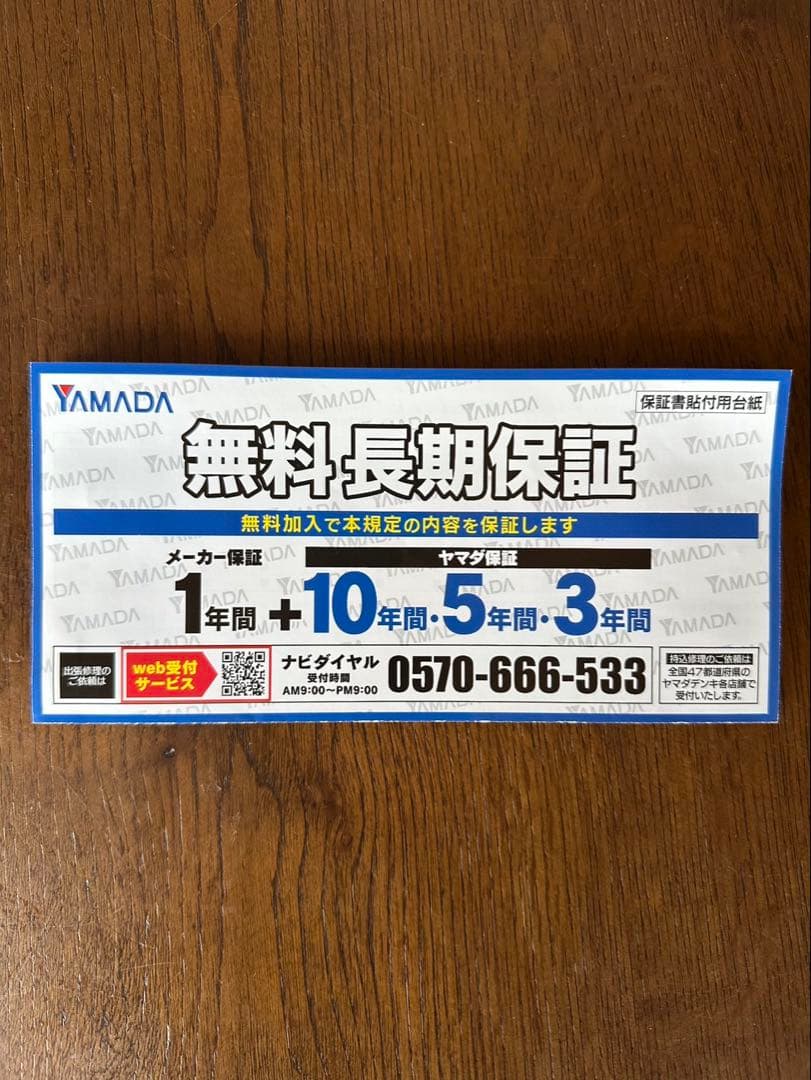 YAMADA
保証書貼付用台紙
無料長期保証
無料加入で本規定の内容を保証します
メーカー保証
ヤマダ保証
1年間+10年間・5年間・3年間
出張修理の
ご依頼は
web受付
サービス
ナビダイヤル
受付時間
AM9:00〜PM9:00
0570-666-533
持込修理のご依頼は
全国47都道府県の
ヤマダデンキ各店舗で
受付いたします。